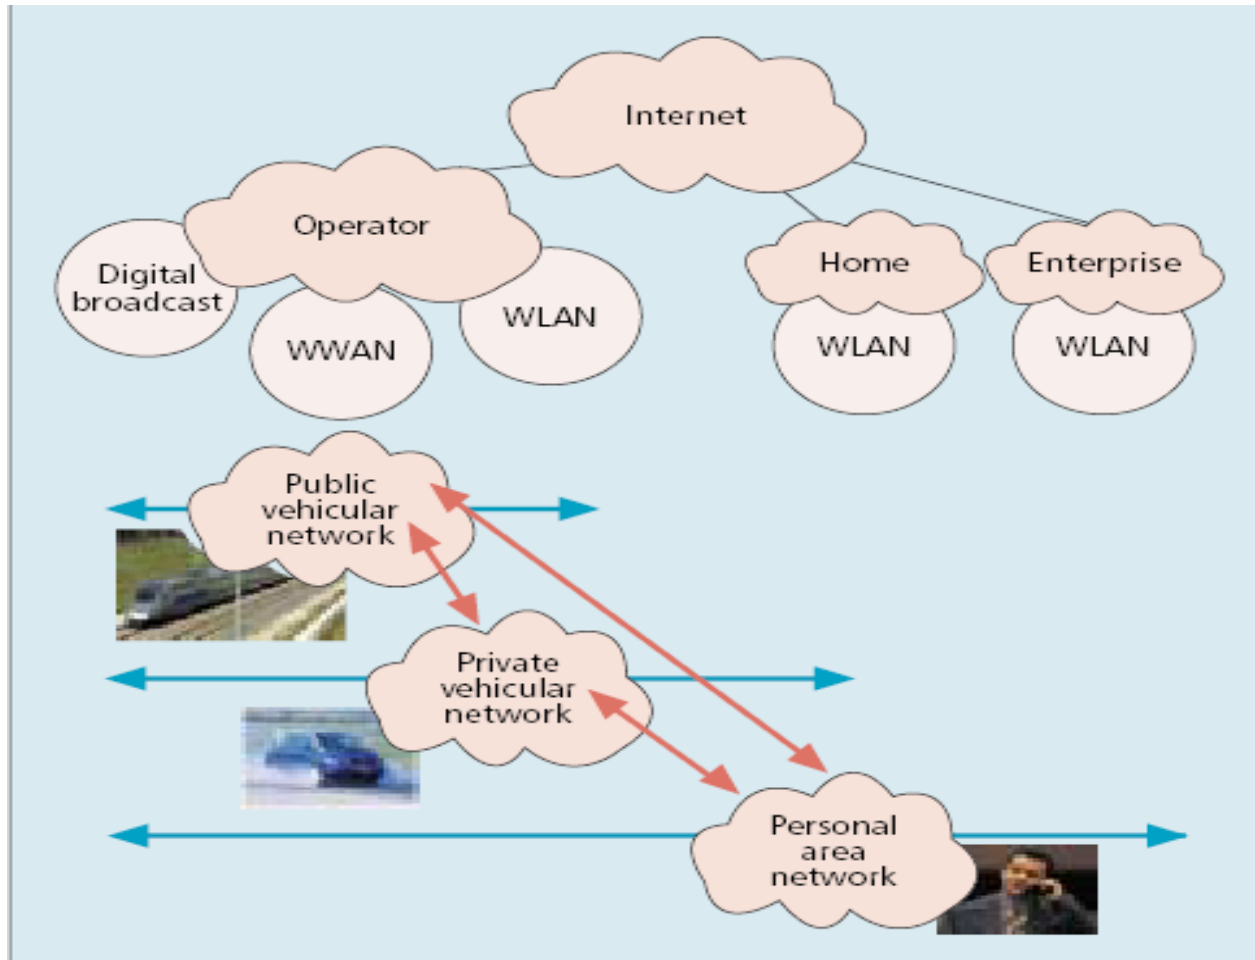 Internet
Operator
Digital
broadcast
WWAN
WLAN
Home
WLAN
Enterprise
WLAN
Public
vehicular
network
Private
vehicular
network
Personal
area
network